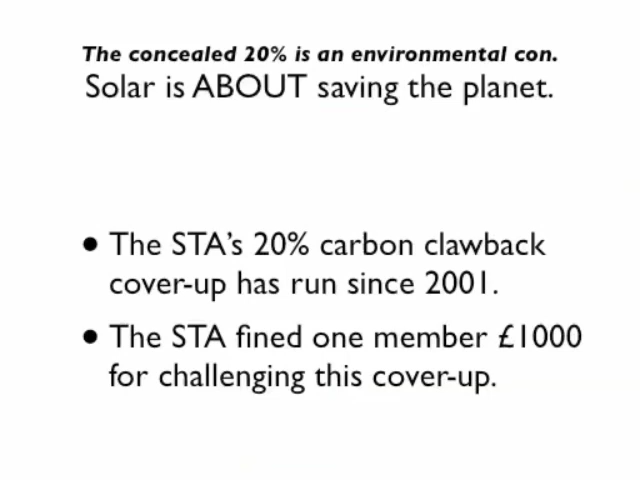 The concealed 20% is an environmental con.
Solar is ABOUT saving the planet.
• The STA’s 20% carbon clawback
cover-up has run since 2001.
• The STA fined one member £1000
for challenging this cover-up.